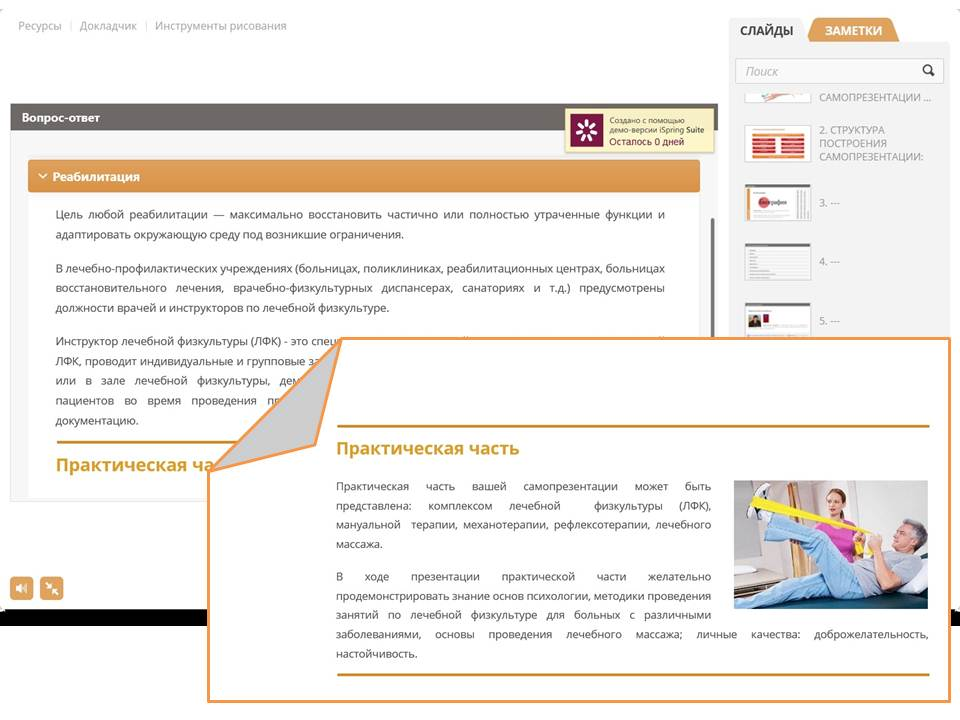 Ресурсы | Докладчик | Инструменты рисования
СЛАЙДЫ
ЗАМЕТКИ
Поиск
САМОПРЕЗЕНТАЦИИ ...
2. СТРУКТУРА
ПОСТРОЕНИЯ
САМОПРЕЗЕНТАЦИИ:
3. ---
4. ---
5. ---
Вопрос-ответ
Создано с помощью
демо-версии iSpring Suite
Осталось 0 дней
Реабилитация
Цель любой реабилитации — максимально восстановить частично или полностью утраченные функции и
адаптировать окружающую среду под возникшие ограничения.
В лечебно-профилактических учреждениях (больницах, поликлиниках, реабилитационных центрах, больницах
восстановительного лечения, врачебно-физкультурных диспансерах, санаториях и т.д.) предусмотрены
должности врачей и инструкторов по лечебной физкультуре.
Инструктор лечебной физкультуры (ЛФК) - это спец
ЛФК, проводит индивидуальные и групповые за
или в зале лечебной физкультуры, дем
пациентов во время проведения пр
документацию.
Практическая ча
Практическая часть
Практическая часть вашей самопрезентации может быть
представлена: комплексом лечебной физкультуры (ЛФК),
мануальной терапии, механотерапии, рефлексотерапии, лечебного
массажа.
В ходе презентации практической части желательно
продемонстрировать знание основ психологии, методики проведения
занятий по лечебной физкультуре для больных с различными
заболеваниями, основы проведения лечебного массажа; личные качества: доброжелательность,
настойчивость.